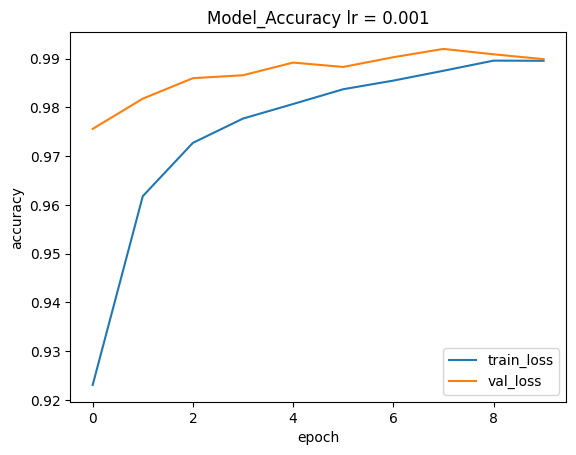 Model_Accuracy lr = 0.001
accuracy
0.99
0.98
0.97
0.96
0.95
0.94
0.93
0.92
train_loss
val_loss
0 2 4 6 8
epoch